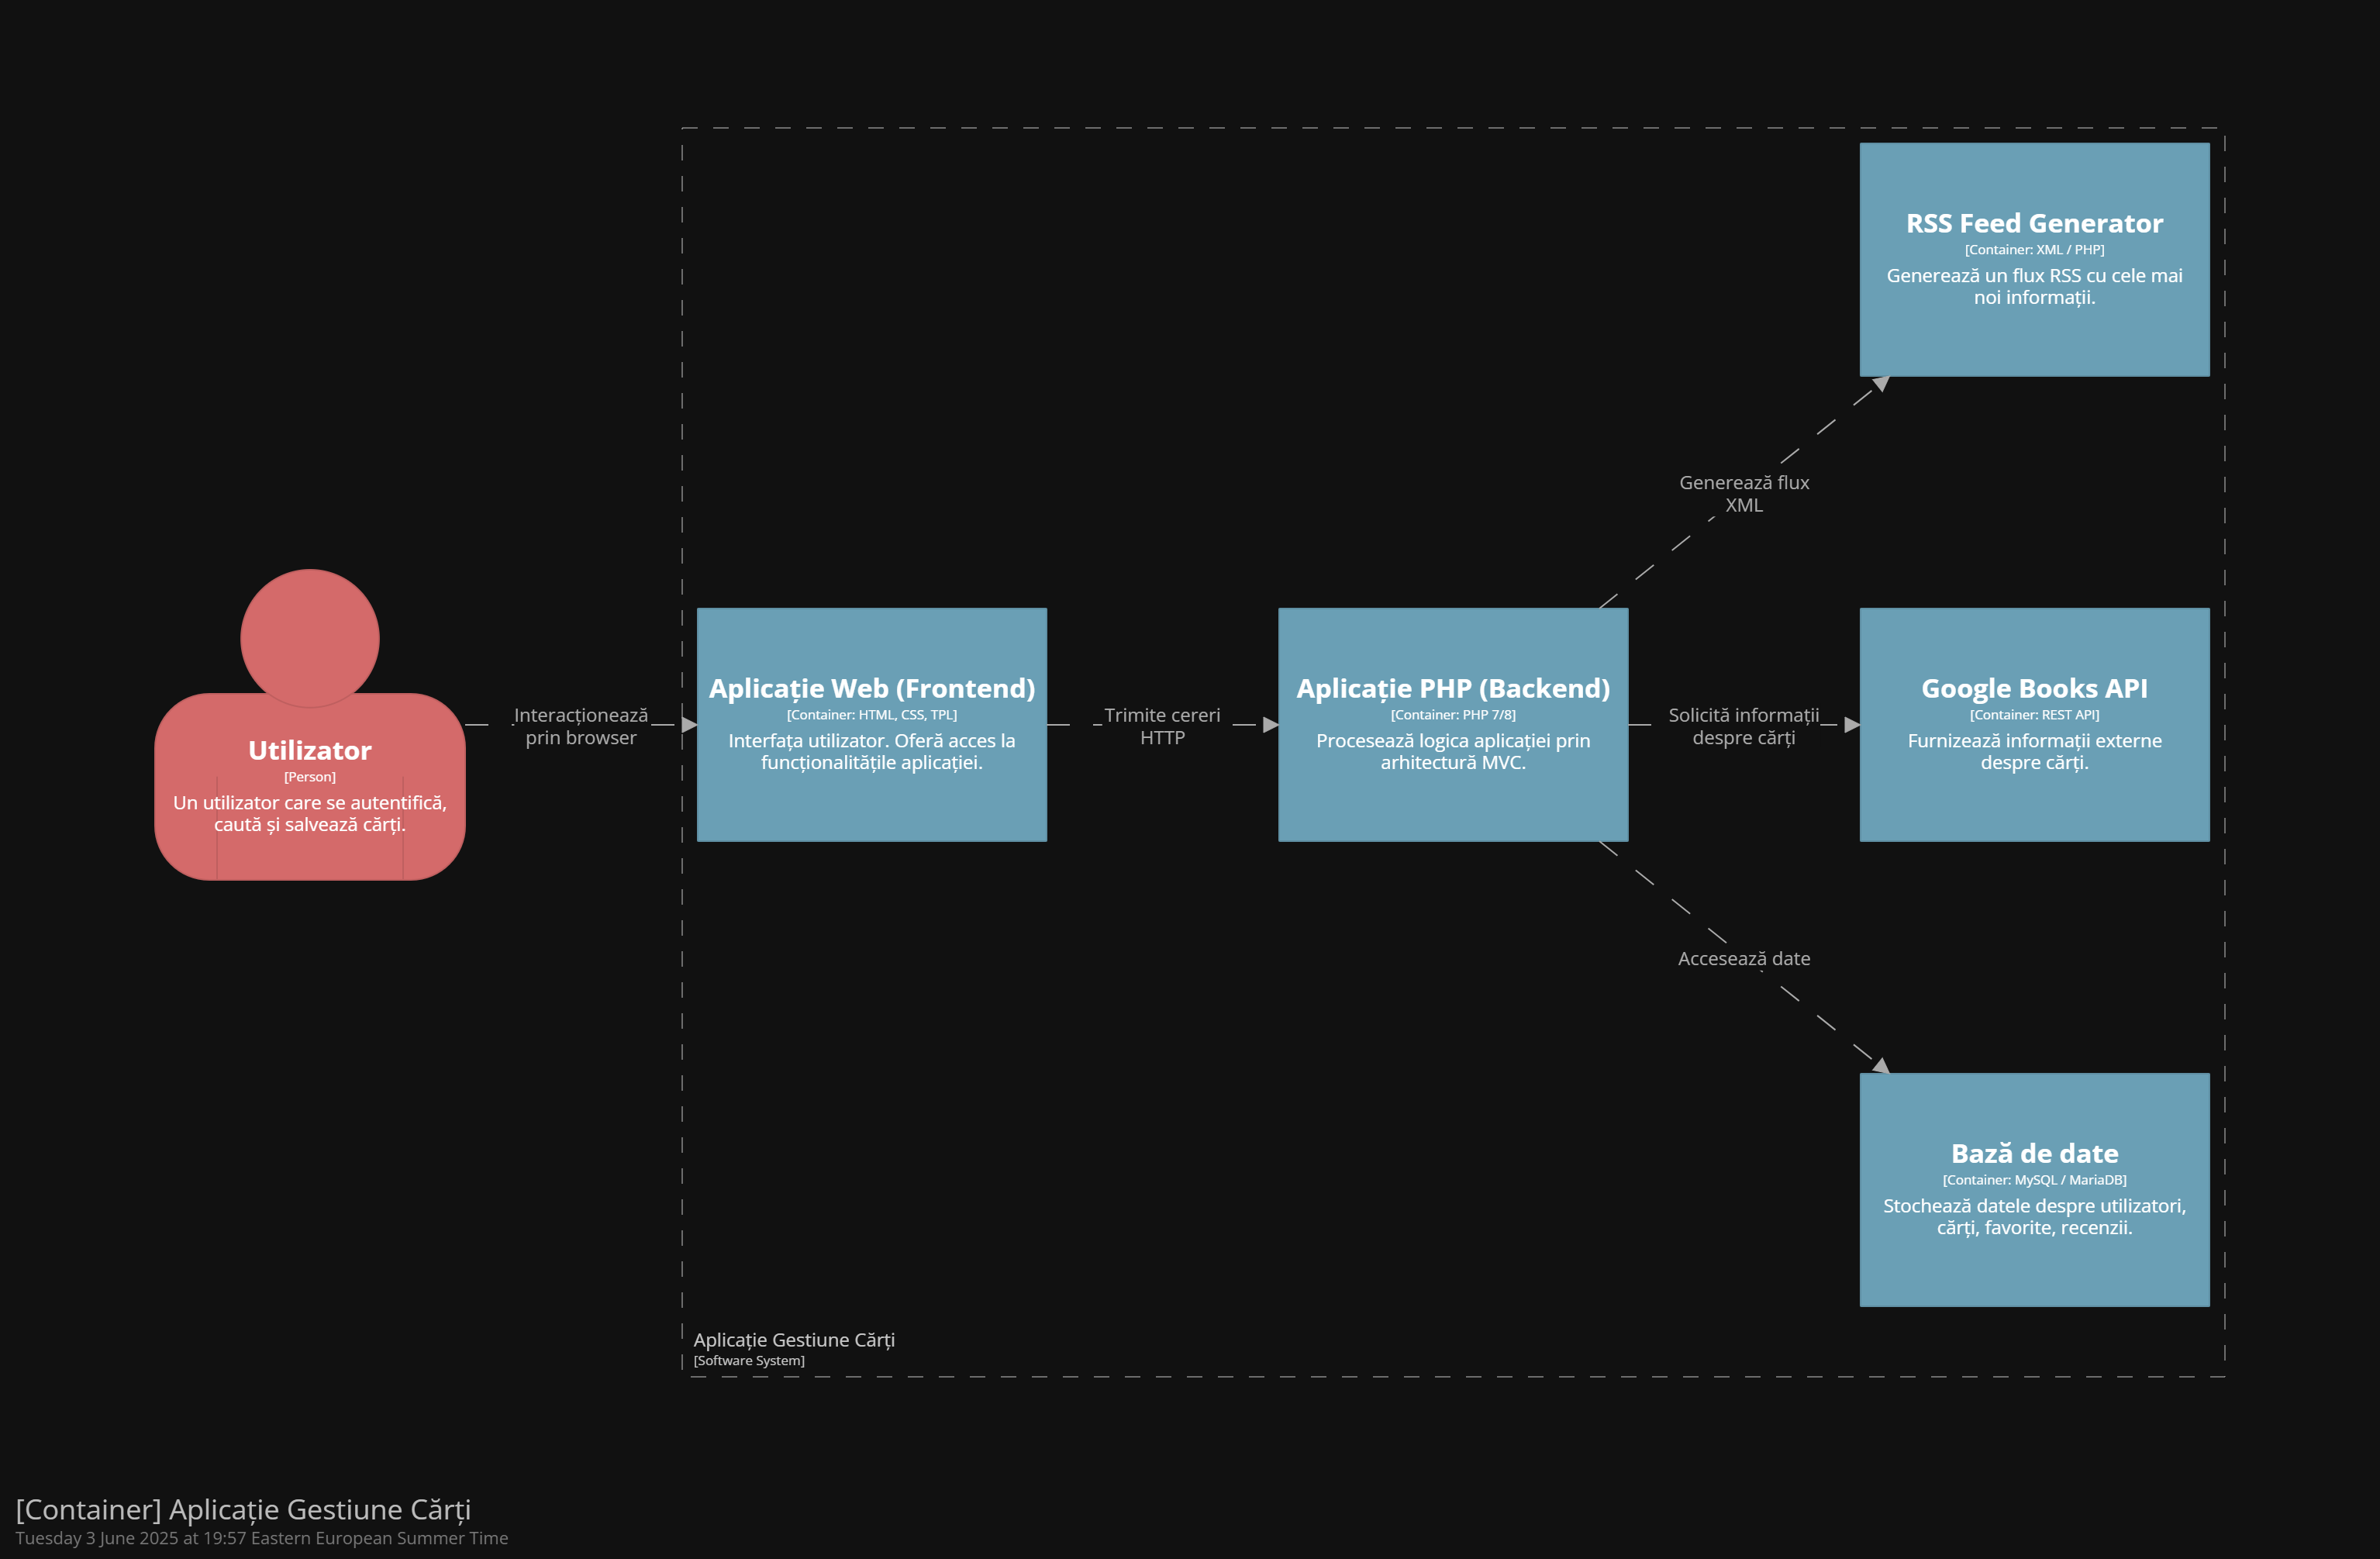 RSS Feed Generator
[Container: XML / PHP]
Generează un flux RSS cu cele mai
noi informații.
Generează flux
XML
Utilizator
[Person]
Un utilizator care se autentifică,
caută și salvează cărți.
Interacționează
prin browser
Aplicație Web (Frontend)
[Container: HTML, CSS, TPL]
Interfața utilizator. Oferă acces la
funcționalitățile aplicației.
Trimite cereri
HTTP
Aplicație PHP (Backend)
[Container: PHP 7/8]
Procesează logica aplicației prin
arhitectură MVC.
Solicită informații
despre cărți
Google Books API
[Container: REST API]
Furnizează informații externe
despre cărți.
Accesează date
Bază de date
[Container: MySQL / MariaDB]
Stochează datele despre utilizatori,
cărți, favorite, recenzii.
Aplicație Gestiune Cărți
[Software System]
[Container] Aplicație Gestiune Cărți
Tuesday 3 June 2025 at 19:57 Eastern European Summer Time